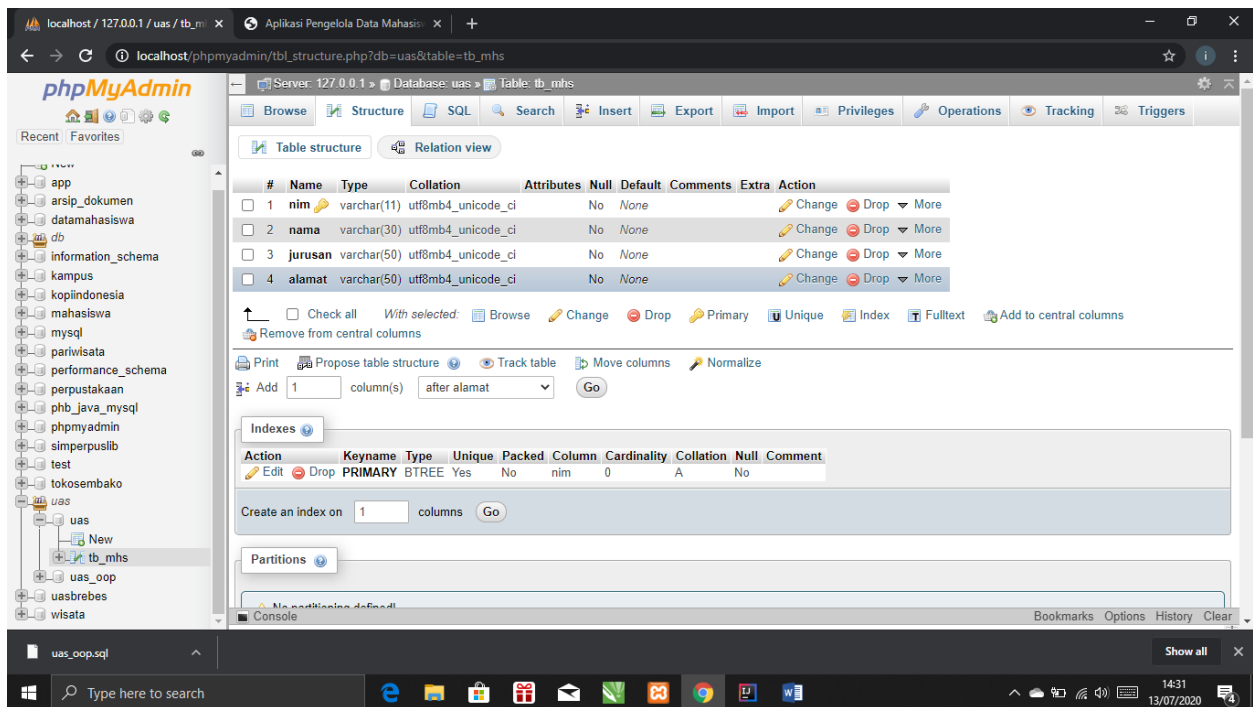 localhost / 127.0.0.1 / uas / tb_m
Aplikasi Pengelola Data Mahasis
localhost/phpmyadmin/tbl_structure.php?db=uas&table=tb_mhs
phpMyAdmin
Recent Favorites
New
app
arsip_dokumen
datamahasiswa
db
information_schema
kampus
kopiindonesia
mahasiswa
mysql
pariwisata
performance_schema
perpustakaan
phb_java_mysql
phpmyadmin
simperpuslib
test
tokosembako
uas
uas
New
tb_mhs
uas_oop
uasbrebes
wisata
Server: 127.0.0.1 » Database: uas » Table: tb_mhs
Browse Structure SQL Search Insert Export Import Privileges Operations Tracking Triggers
Table structure Relation view
# Name Type Collation Attributes Null Default Comments Extra Action
1 nim varchar(11) utf8mb4_unicode_ci No None Change Drop More
2 nama varchar(30) utf8mb4_unicode_ci No None Change Drop More
3 jurusan varchar(50) utf8mb4_unicode_ci No None Change Drop More
4 alamat varchar(50) utf8mb4_unicode_ci No None Change Drop More
Check all With selected: Browse Change Drop Primary Unique Index Fulltext Add to central columns
Remove from central columns
Print Propose table structure Track table Move columns Normalize
Add 1 column(s) after alamat Go
Indexes
Action Keyname Type Unique Packed Column Cardinality Collation Null Comment
Edit Drop PRIMARY BTREE Yes No nim 0 A No
Create an index on 1 columns Go
Partitions
No partitioning defined!
Console Bookmarks Options History Clear
uas_oop.sql Show all
Type here to search
14:31
13/07/2020
4